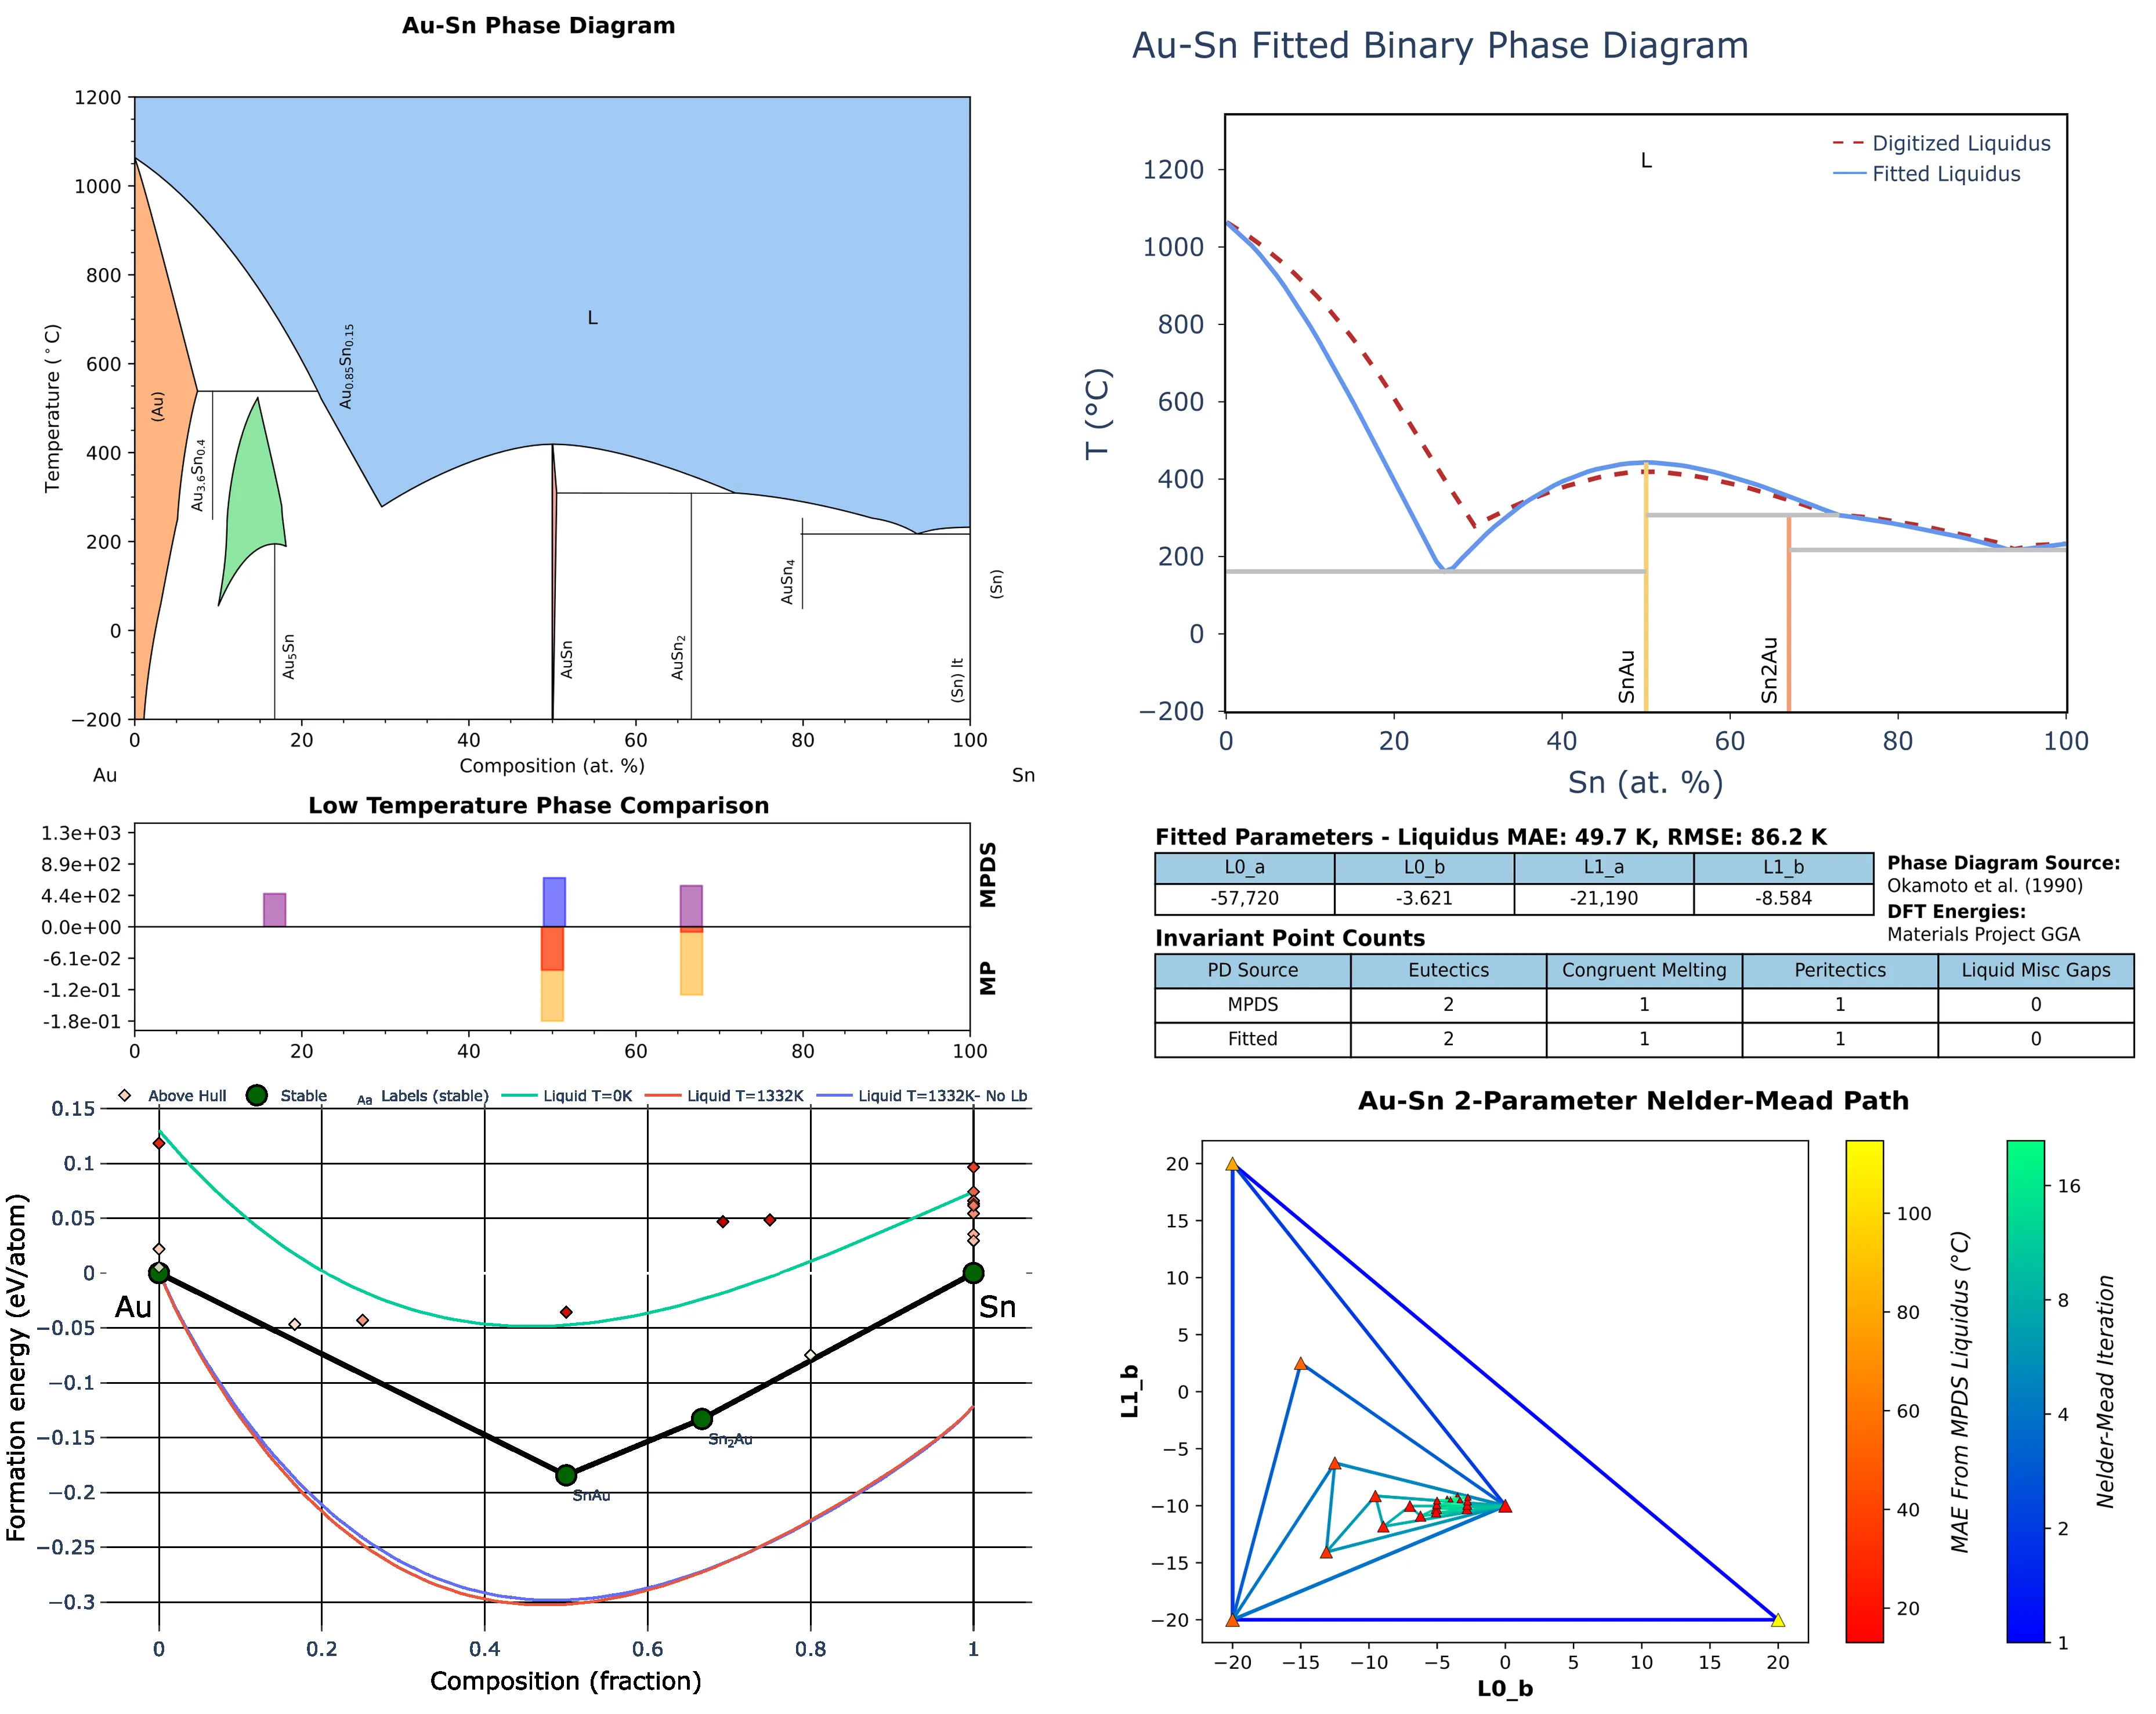 Au-Sn Phase Diagram
1200
1000
800
600
400
200
0
−200
Temperature (°C)
(Au)
Au3.6Sn0.4
Au5Sn
Au0.85Sn0.15
L
AuSn
AuSn2
AuSn4
(Sn) lt
(Sn)
0 20 40 60 80 100
Composition (at. %)
Au Sn
Low Temperature Phase Comparison
1.3e+03
8.9e+02
4.4e+02
0.0e+00
-6.1e-02
-1.2e-01
-1.8e-01
MPDS
MP
0 20 40 60 80 100
Above Hull Stable Aa Labels (stable) Liquid T=0K Liquid T=1332K Liquid T=1332K- No Lb
0.15
0.1
0.05
0
−0.05
−0.1
−0.15
−0.2
−0.25
−0.3
Formation energy (eV/atom)
Au
Sn
Sn2Au
SnAu
0 0.2 0.4 0.6 0.8 1
Composition (fraction)
Au-Sn Fitted Binary Phase Diagram
L
Digitized Liquidus
Fitted Liquidus
1200
1000
800
600
400
200
0
−200
T (°C)
SnAu
Sn2Au
0 20 40 60 80 100
Sn (at. %)
Fitted Parameters - Liquidus MAE: 49.7 K, RMSE: 86.2 K
L0_a L0_b L1_a L1_b
-57,720 -3.621 -21,190 -8.584
Phase Diagram Source:
Okamoto et al. (1990)
DFT Energies:
Materials Project GGA
Invariant Point Counts
PD Source Eutectics Congruent Melting Peritectics Liquid Misc Gaps
MPDS 2 1 1 0
Fitted 2 1 1 0
Au-Sn 2-Parameter Nelder-Mead Path
20
15
10
5
0
−5
−10
−15
−20
L1_b
−20 −15 −10 −5 0 5 10 15 20
L0_b
100
80
60
40
20
MAE From MPDS Liquidus (°C)
16
8
4
2
1
Nelder-Mead Iteration